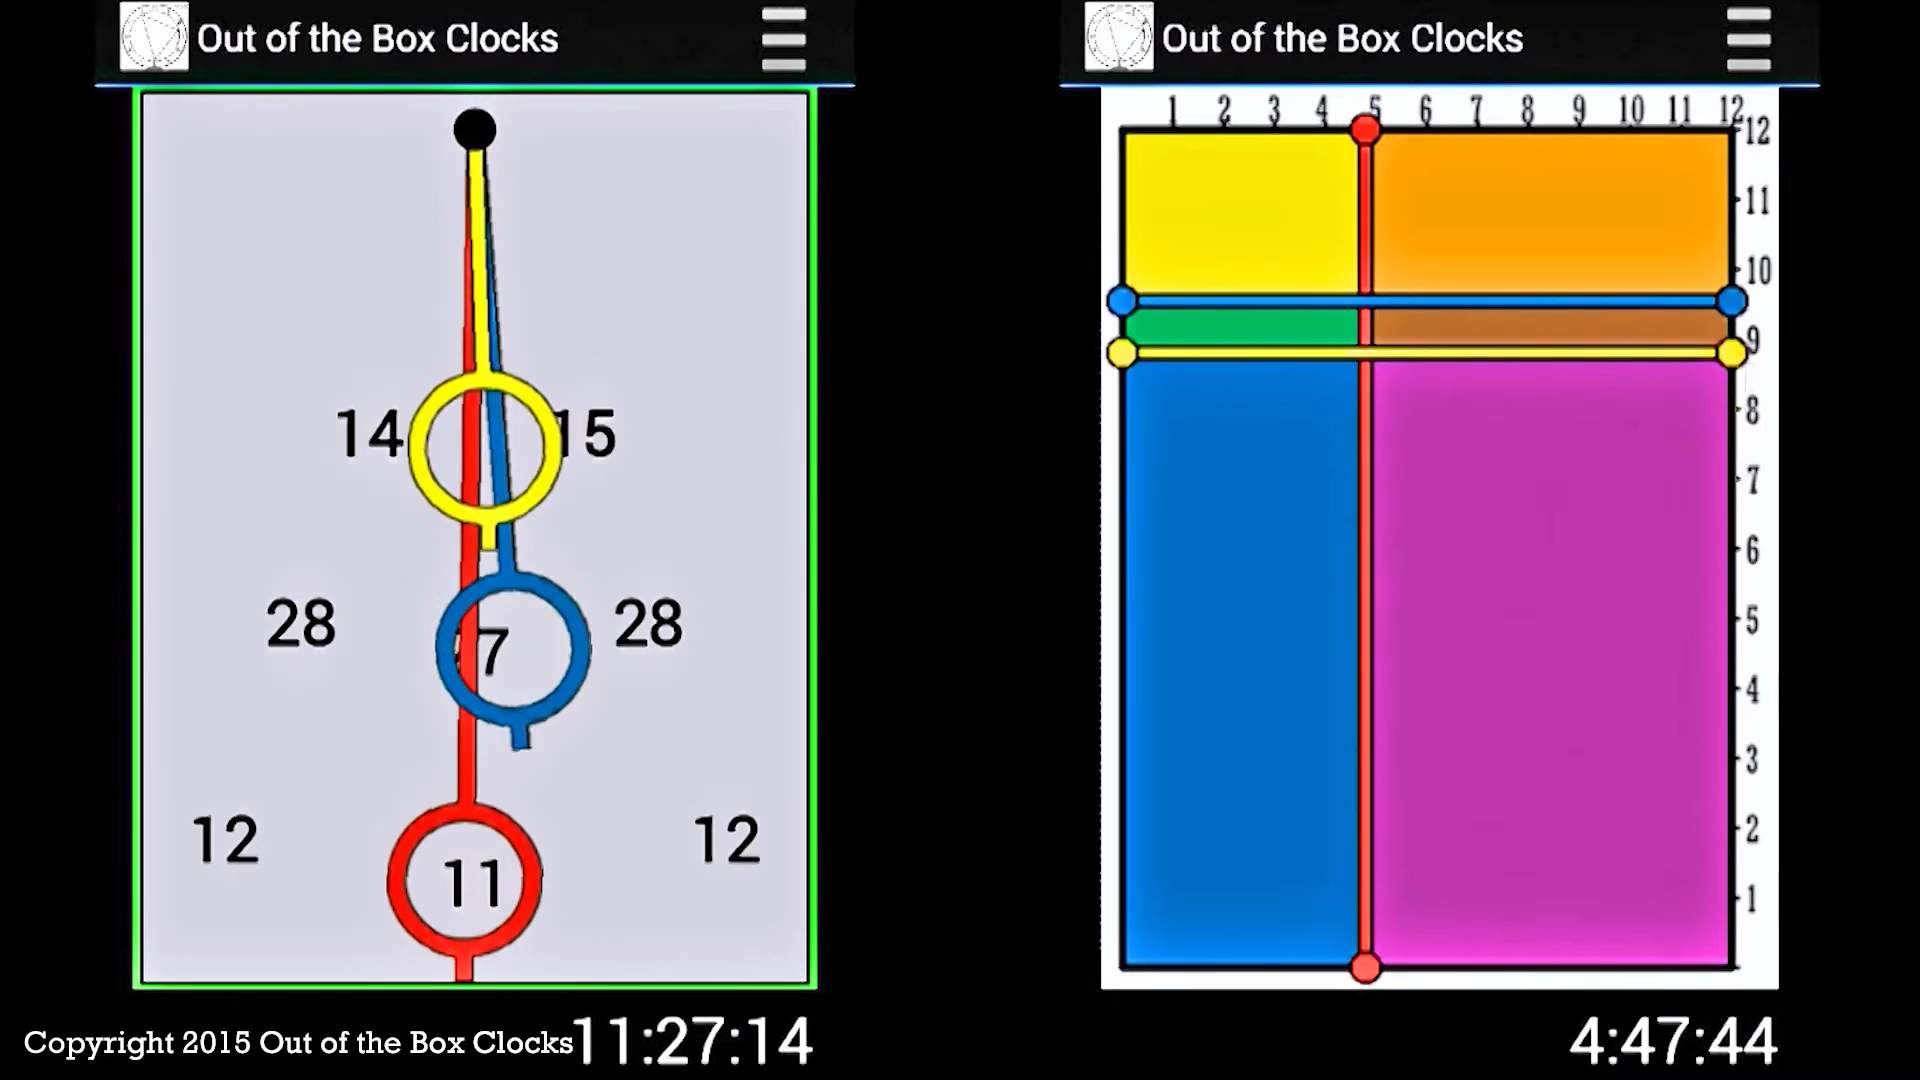 Out of the Box Clocks
14 15
28 7 28
12 11 12
Copyright 2015 Out of the Box Clocks 11:27:14
Out of the Box Clocks
1 2 3 4 5 6 7 8 9 10 11 12
12
11
10
9
8
7
6
5
4
3
2
1
4:47:44